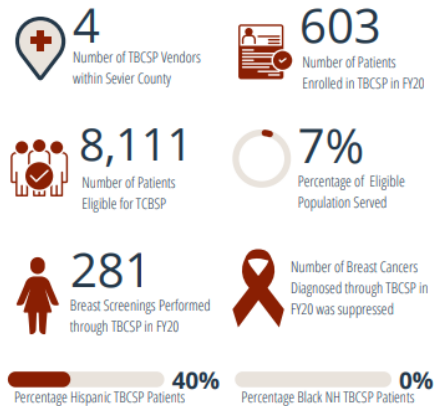 4
Number of TBCSP Vendors
within Sevier County
603
Number of Patients
Enrolled in TBCSP in FY20
8,111
Number of Patients
Eligible for TCBSP
7%
Percentage of Eligible
Population Served
281
Breast Screenings Performed
through TBCSP in FY20
Number of Breast Cancers
Diagnosed through TBCSP in
FY20 was suppressed
40%
Percentage Hispanic TBCSP Patients
0%
Percentage Black NH TBCSP Patients